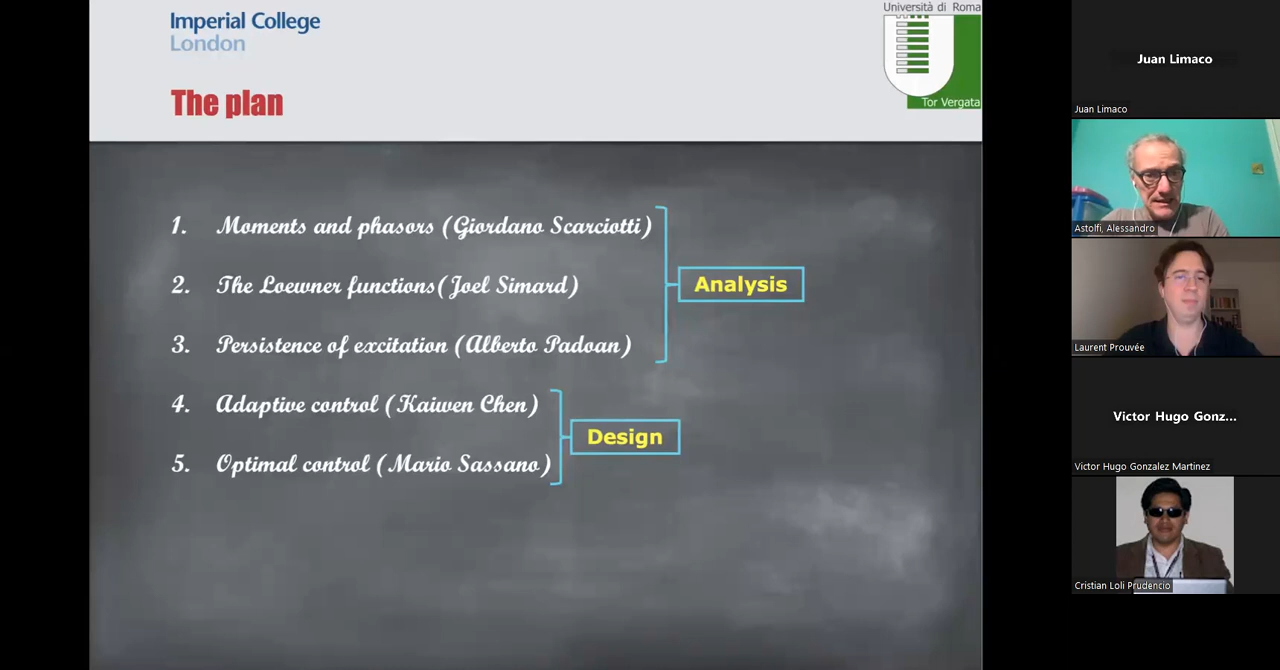 Imperial College
London
Università di Roma
Tor Vergata
The plan
1. Moments and phasors (Giordano Scarciotti)
2. The Loewner functions(Joel Simard)
3. Persistence of excitation (Alberto Padoan)
Analysis
4. Adaptive control (Kaiwen Chen)
5. Optimal control (Mario Sassano)
Design
Juan Limaco
Juan Limaco
Astolfi, Alessandro
Laurent Prouvée
Victor Hugo Gonz...
Victor Hugo Gonzalez Martinez
Cristian Loli Prudencio